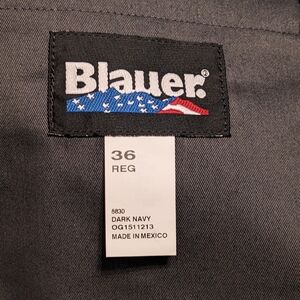 Blauer.®
36
REG
8830
DARK NAVY
OG1511213
MADE IN MEXICO